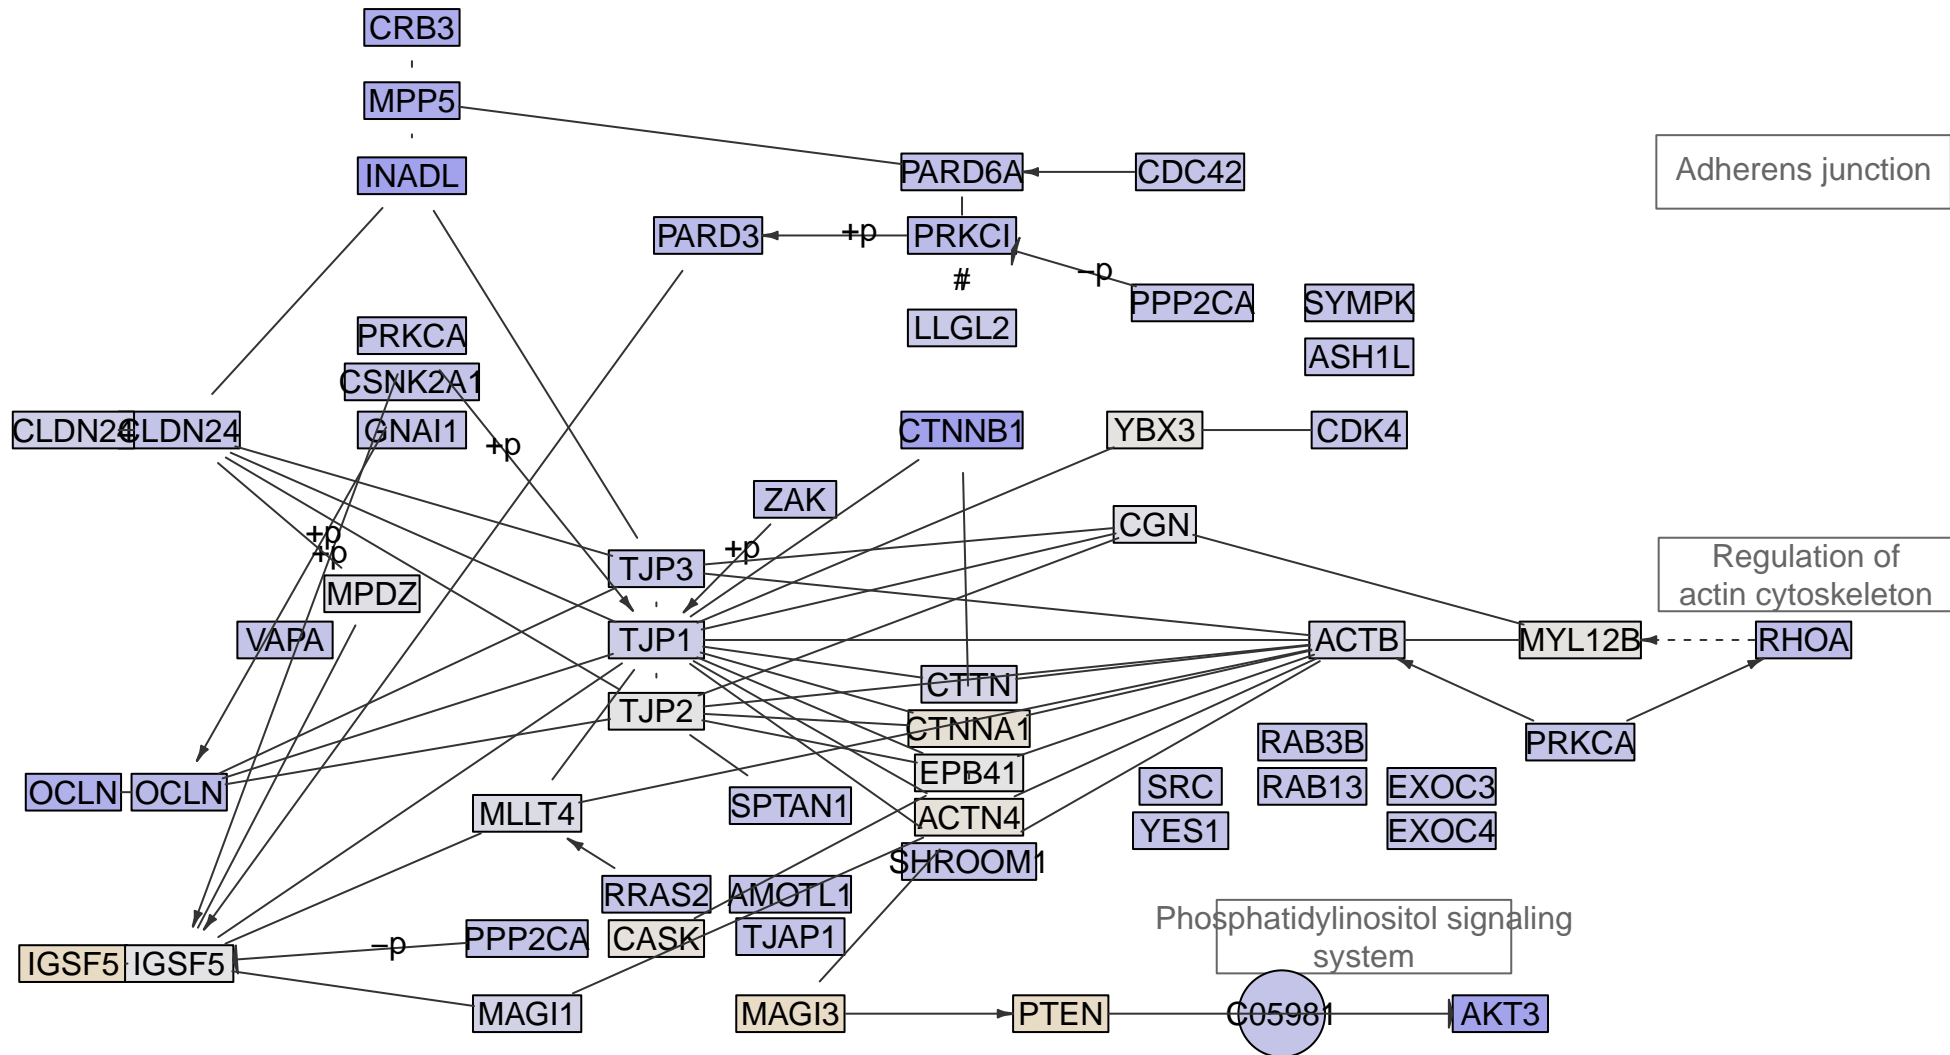 CRB3
MPP5
INADL
PARD6A
CDC42
Adherens junction
PARD3
+p
PRKCI
–p
#
PPP2CA
SYMPK
LLGL2
PRKCA
ASH1L
CSNK2A1
CLDN24
CLDN24
GNAI1
+p
CTNNB1
YBX3
CDK4
ZAK
CGN
+p
+p
+p
TJP3
MPDZ
Regulation of
actin cytoskeleton
VAPA
TJP1
ACTB
MYL12B
RHOA
CTTN
TJP2
CTNNA1
RAB3B
PRKCA
EPB41
OCLN
OCLN
SRC
RAB13
EXOC3
MLLT4
SPTAN1
ACTN4
YES1
EXOC4
SHROOM1
RRAS2
AMOTL1
Phosphatidylinositol signaling
system
PPP2CA
–p
CASK
TJAP1
IGSF5
IGSF5
MAGI1
MAGI3
PTEN
C05981
AKT3